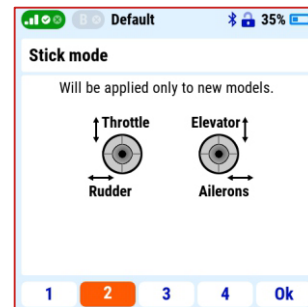 B Default 35%
Stick mode
Will be applied only to new models.
Throttle Elevator
Rudder Ailerons
1 2 3 4 Ok